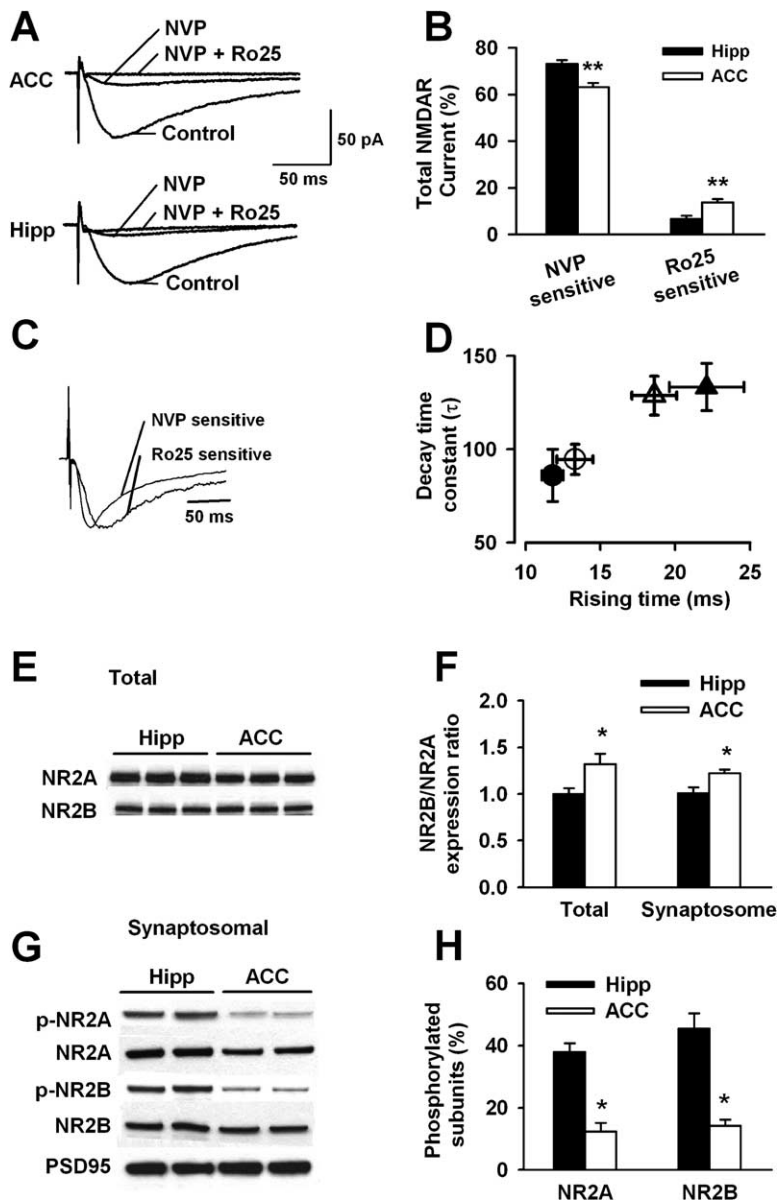 A
ACC
NVP
NVP + Ro25
Control
50 pA
50 ms
Hipp
NVP
NVP + Ro25
Control
B
Total NMDAR
Current (%)
80
60
40
20
0
Hipp
ACC
**
**
NVP
sensitive
Ro25
sensitive
C
NVP sensitive
Ro25 sensitive
50 ms
D
Decay time
constant (τ)
150
100
50
10 15 20 25
Rising time (ms)
E
Total
Hipp ACC
NR2A
NR2B
F
Hipp
ACC
NR2B/NR2A
expression ratio
2.0
1.5
1.0
0.5
0.0
*
*
Total Synaptosome
G
Synaptosomal
Hipp ACC
p-NR2A
NR2A
p-NR2B
NR2B
PSD95
H
Hipp
ACC
Phosphorylated
subunits (%)
60
40
20
0
*
*
NR2A NR2B